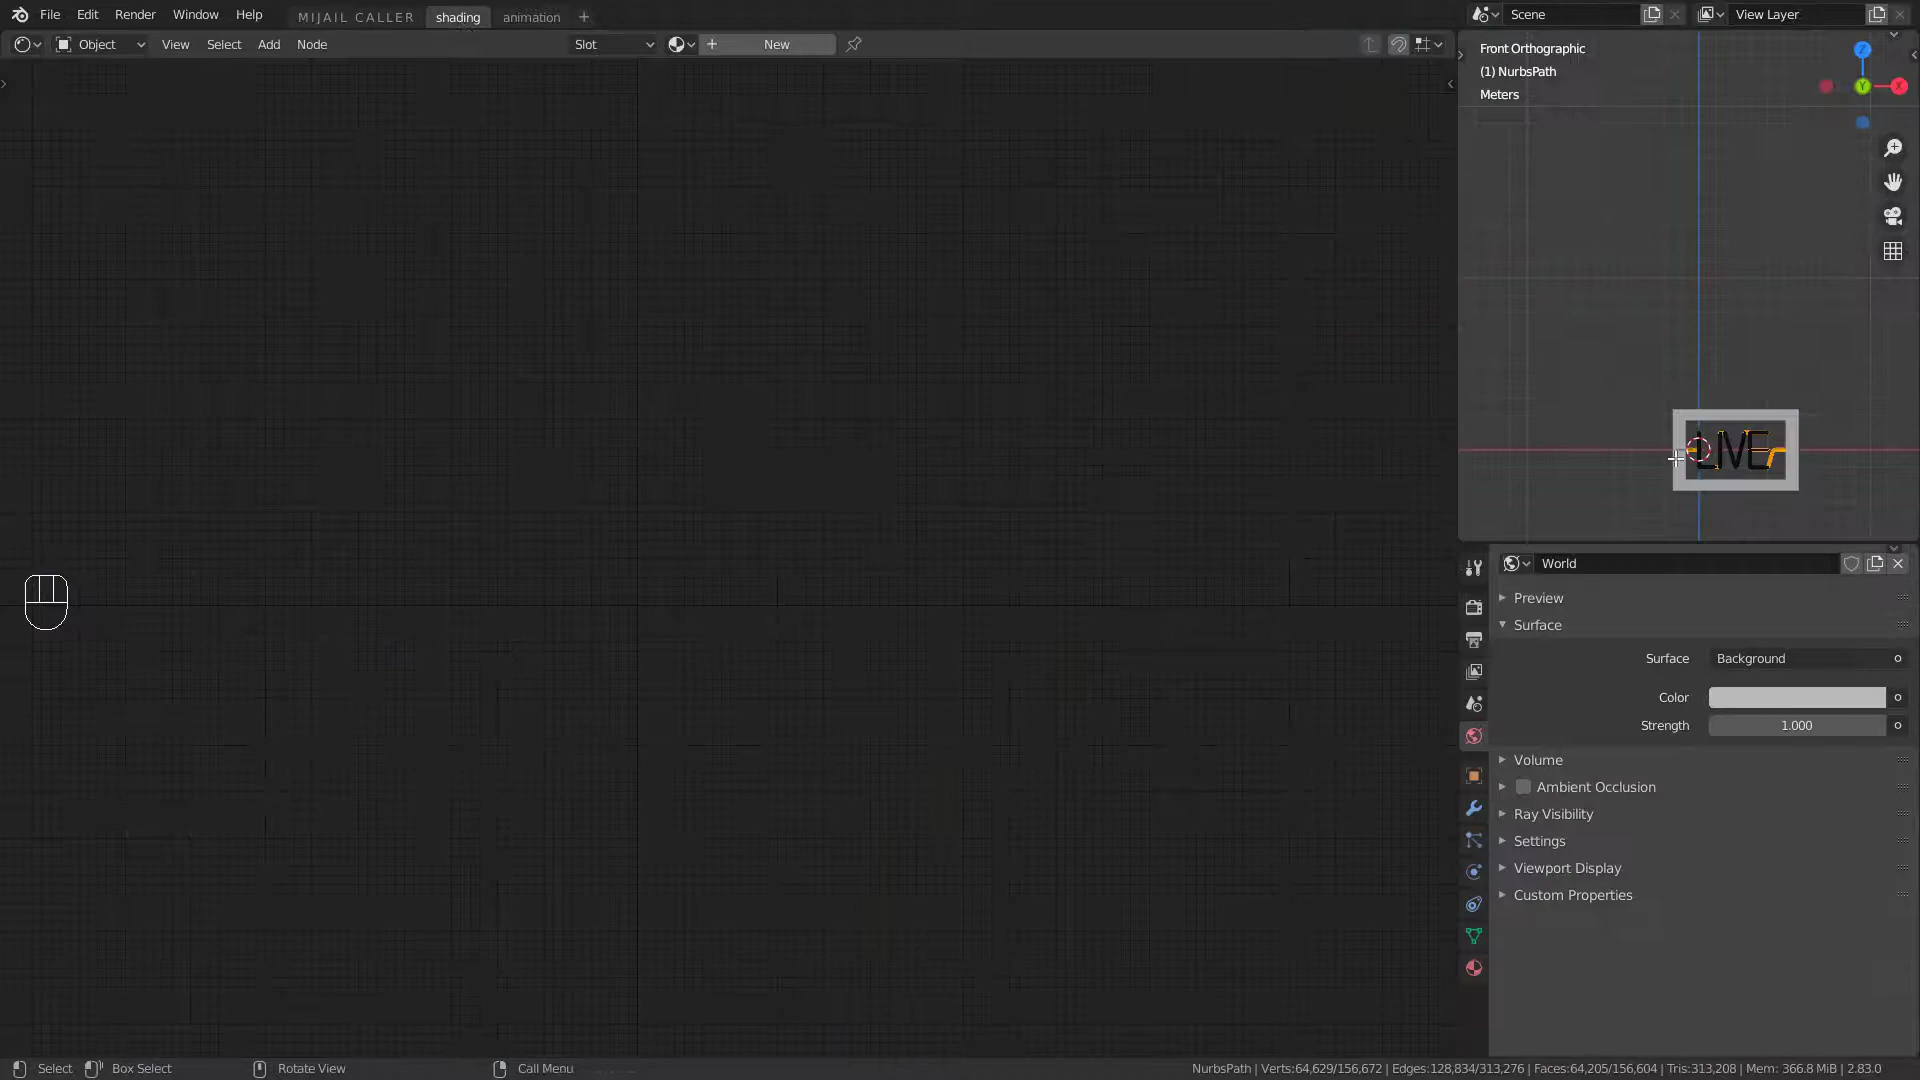 File Edit Render Window Help MIJAIL CALLER shading animation Scene View Layer
Object View Select Add Node Slot New
Front Orthographic
(1) NurbsPath
Meters
Z
Y
X
LIVE
World
Preview
Surface
Surface Background
Color
Strength 1.000
Volume
Ambient Occlusion
Ray Visibility
Settings
Viewport Display
Custom Properties
Select Box Select Rotate View Call Menu NurbsPath | Verts:64,629/156,672 | Edges:128,834/313,276 | Faces:64,205/156,604 | Tris:313,208 | Mem: 366.8 MiB | 2.83.0